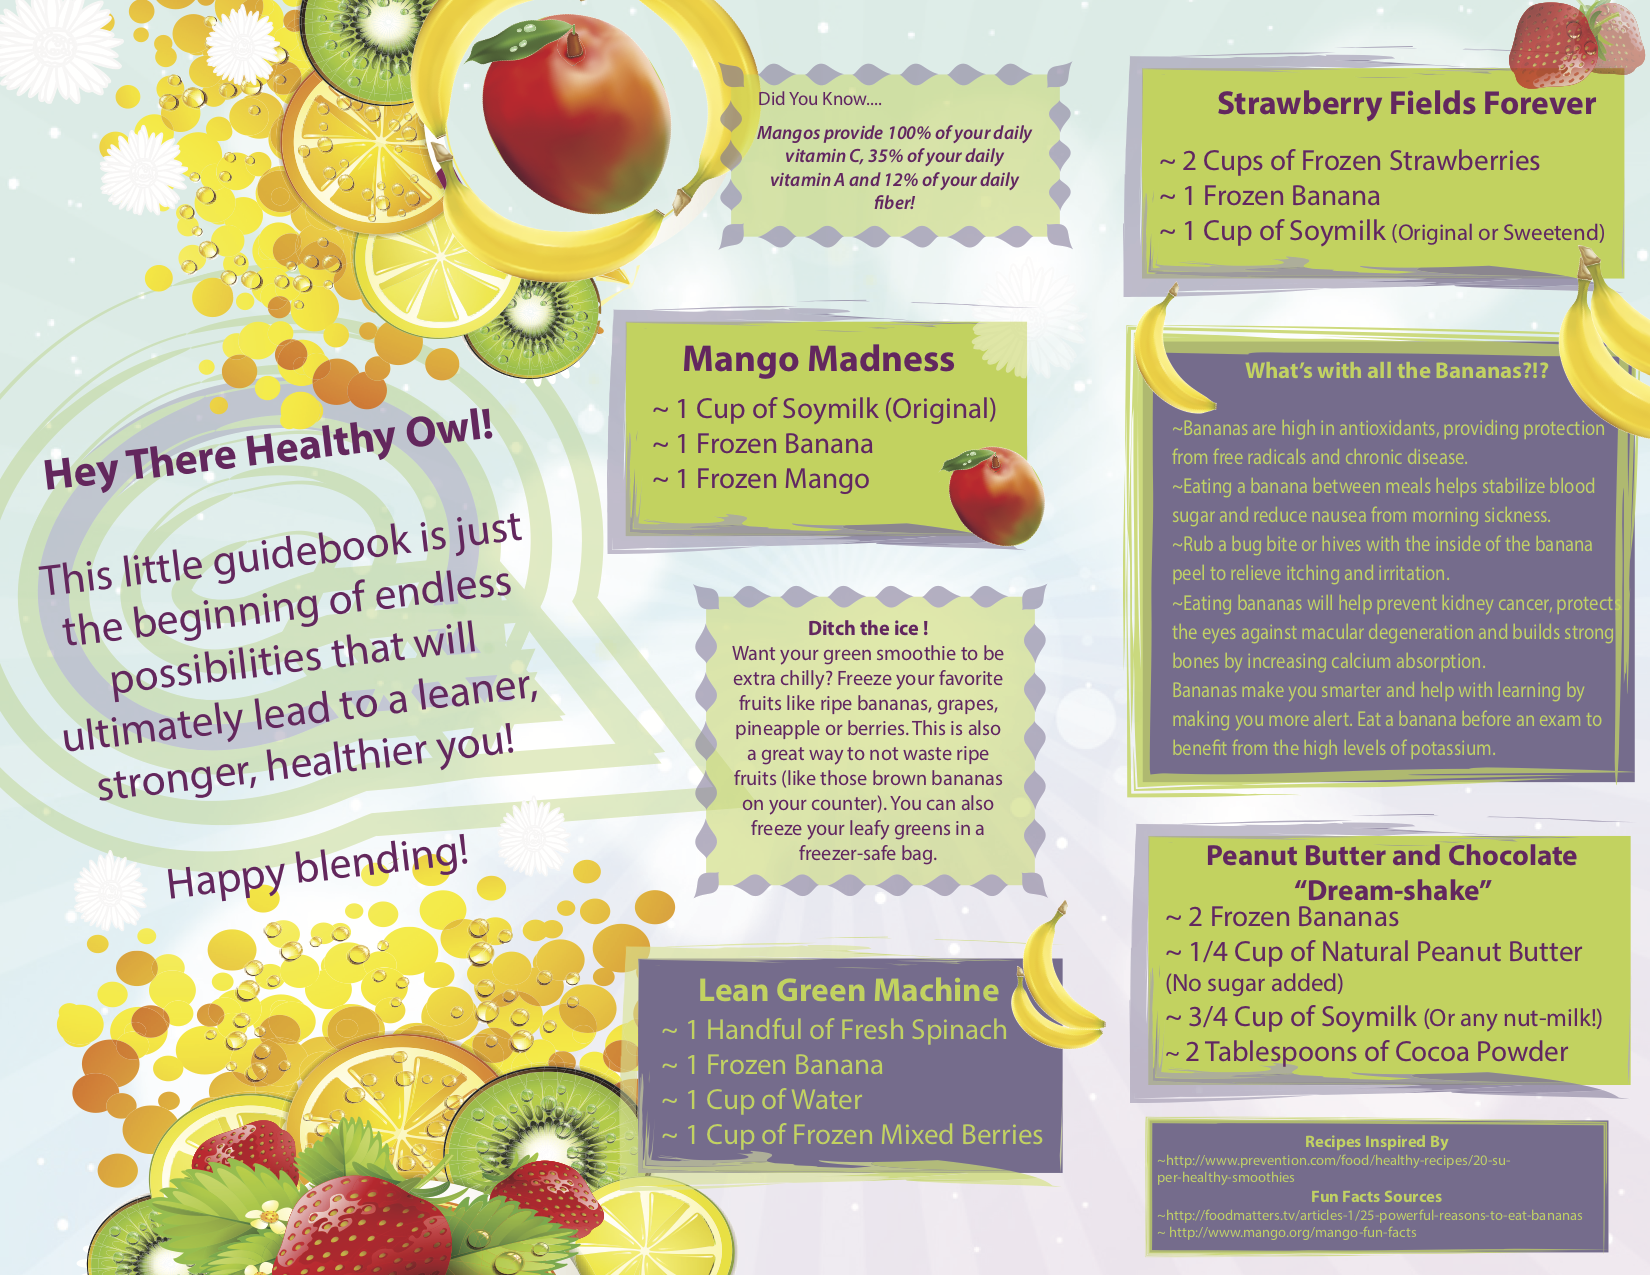 Hey There Healthy Owl!
This little guidebook is just
the beginning of endless
possibilities that will
ultimately lead to a leaner,
stronger, healthier you!
Happy blending!
Did You Know....
Mangos provide 100% of your daily
vitamin C, 35% of your daily
vitamin A and 12% of your daily
fiber!
Mango Madness
~ 1 Cup of Soymilk (Original)
~ 1 Frozen Banana
~ 1 Frozen Mango
Ditch the ice !
Want your green smoothie to be
extra chilly? Freeze your favorite
fruits like ripe bananas, grapes,
pineapple or berries. This is also
a great way to not waste ripe
fruits (like those brown bananas
on your counter). You can also
freeze your leafy greens in a
freezer-safe bag.
Lean Green Machine
~ 1 Handful of Fresh Spinach
~ 1 Frozen Banana
~ 1 Cup of Water
~ 1 Cup of Frozen Mixed Berries
Strawberry Fields Forever
~ 2 Cups of Frozen Strawberries
~ 1 Frozen Banana
~ 1 Cup of Soymilk (Original or Sweetend)
What's with all the Bananas?!?
~Bananas are high in antioxidants, providing protection
from free radicals and chronic disease.
~Eating a banana between meals helps stabilize blood
sugar and reduce nausea from morning sickness.
~Rub a bug bite or hives with the inside of the banana
peel to relieve itching and irritation.
~Eating bananas will help prevent kidney cancer, protects
the eyes against macular degeneration and builds strong
bones by increasing calcium absorption.
Bananas make you smarter and help with learning by
making you more alert. Eat a banana before an exam to
benefit from the high levels of potassium.
Peanut Butter and Chocolate
“Dream-shake”
~ 2 Frozen Bananas
~ 1/4 Cup of Natural Peanut Butter
(No sugar added)
~ 3/4 Cup of Soymilk (Or any nut-milk!)
~ 2 Tablespoons of Cocoa Powder
Recipes Inspired By
~http://www.prevention.com/food/healthy-recipes/20-su-
per-healthy-smoothies
Fun Facts Sources
~http://foodmatters.tv/articles-1/25-powerful-reasons-to-eat-bananas
~ http://www.mango.org/mango-fun-facts